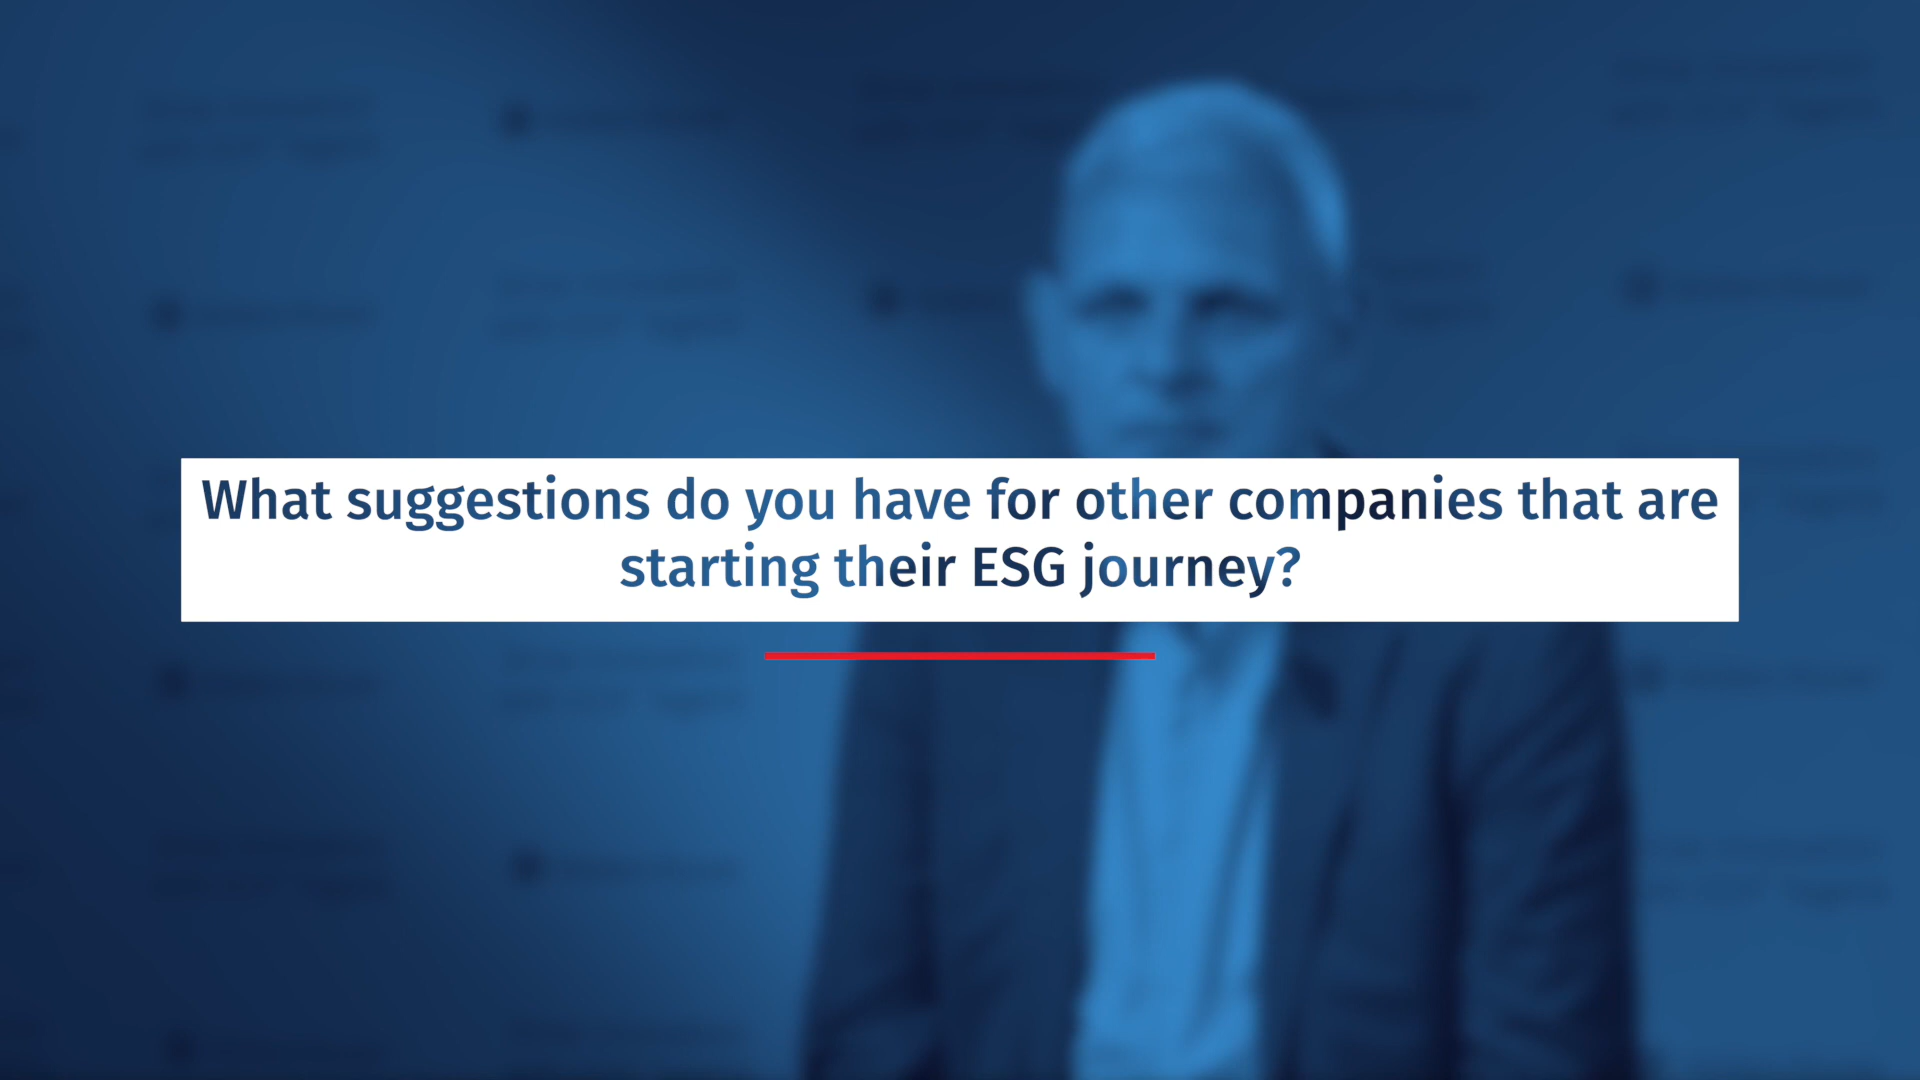 What suggestions do you have for other companies that are
starting their ESG journey?